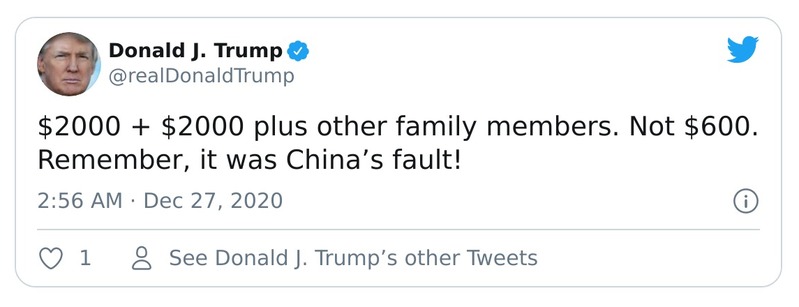 Donald J. Trump
@realDonaldTrump
$2000 + $2000 plus other family members. Not $600.
Remember, it was China’s fault!
2:56 AM · Dec 27, 2020
1 See Donald J. Trump’s other Tweets